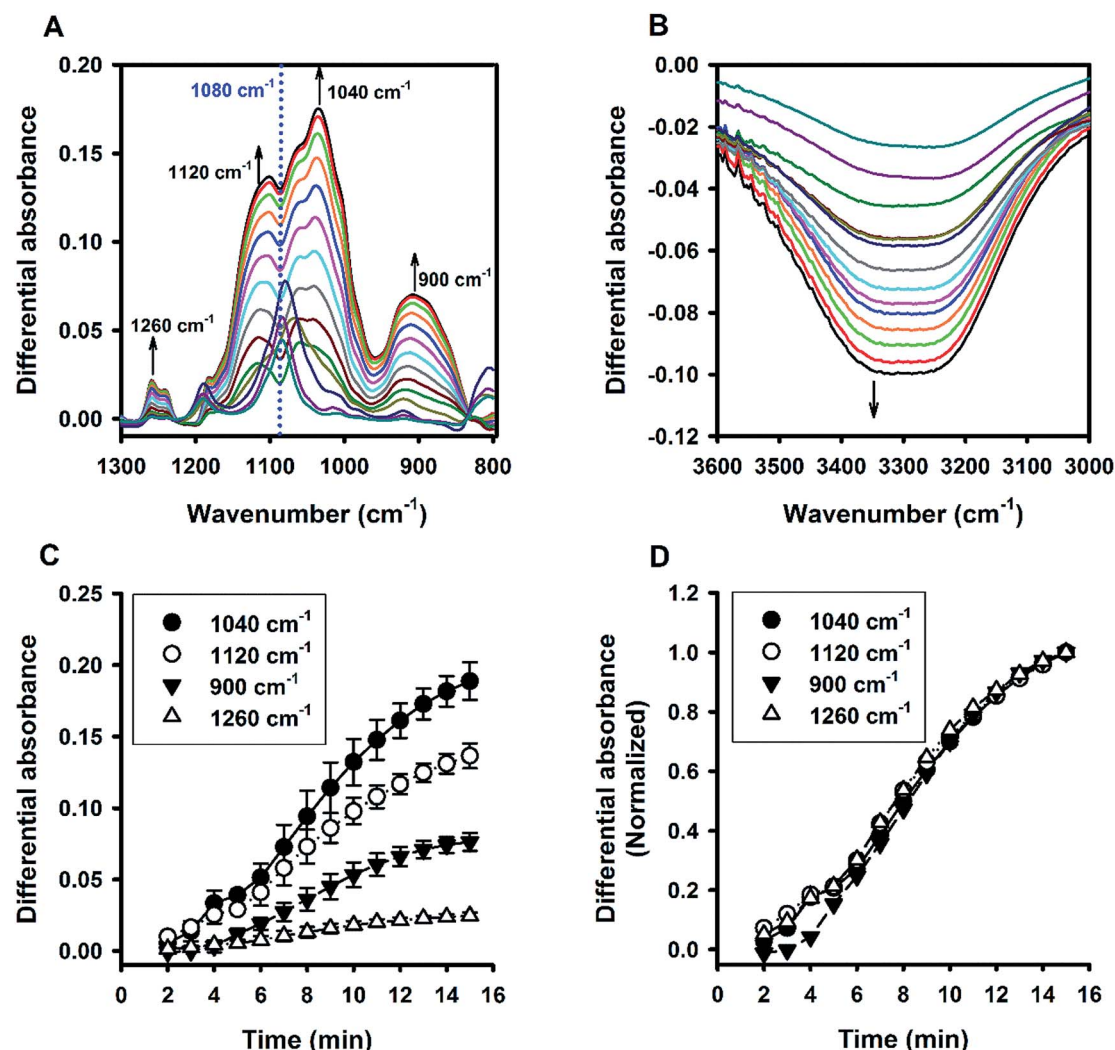 A
Differential absorbance
0.20
0.15
0.10
0.05
0.00
1080 cm⁻¹
1040 cm⁻¹
1120 cm⁻¹
900 cm⁻¹
1260 cm⁻¹
1300 1200 1100 1000 900 800
Wavenumber (cm⁻¹)
B
Differential absorbance
0.00
-0.02
-0.04
-0.06
-0.08
-0.10
-0.12
3600 3500 3400 3300 3200 3100 3000
Wavenumber (cm⁻¹)
C
Differential absorbance
0.25
0.20
0.15
0.10
0.05
0.00
1040 cm⁻¹
1120 cm⁻¹
900 cm⁻¹
1260 cm⁻¹
0 2 4 6 8 10 12 14 16
Time (min)
D
Differential absorbance
(Normalized)
1.2
1.0
0.8
0.6
0.4
0.2
0.0
1040 cm⁻¹
1120 cm⁻¹
900 cm⁻¹
1260 cm⁻¹
0 2 4 6 8 10 12 14 16
Time (min)